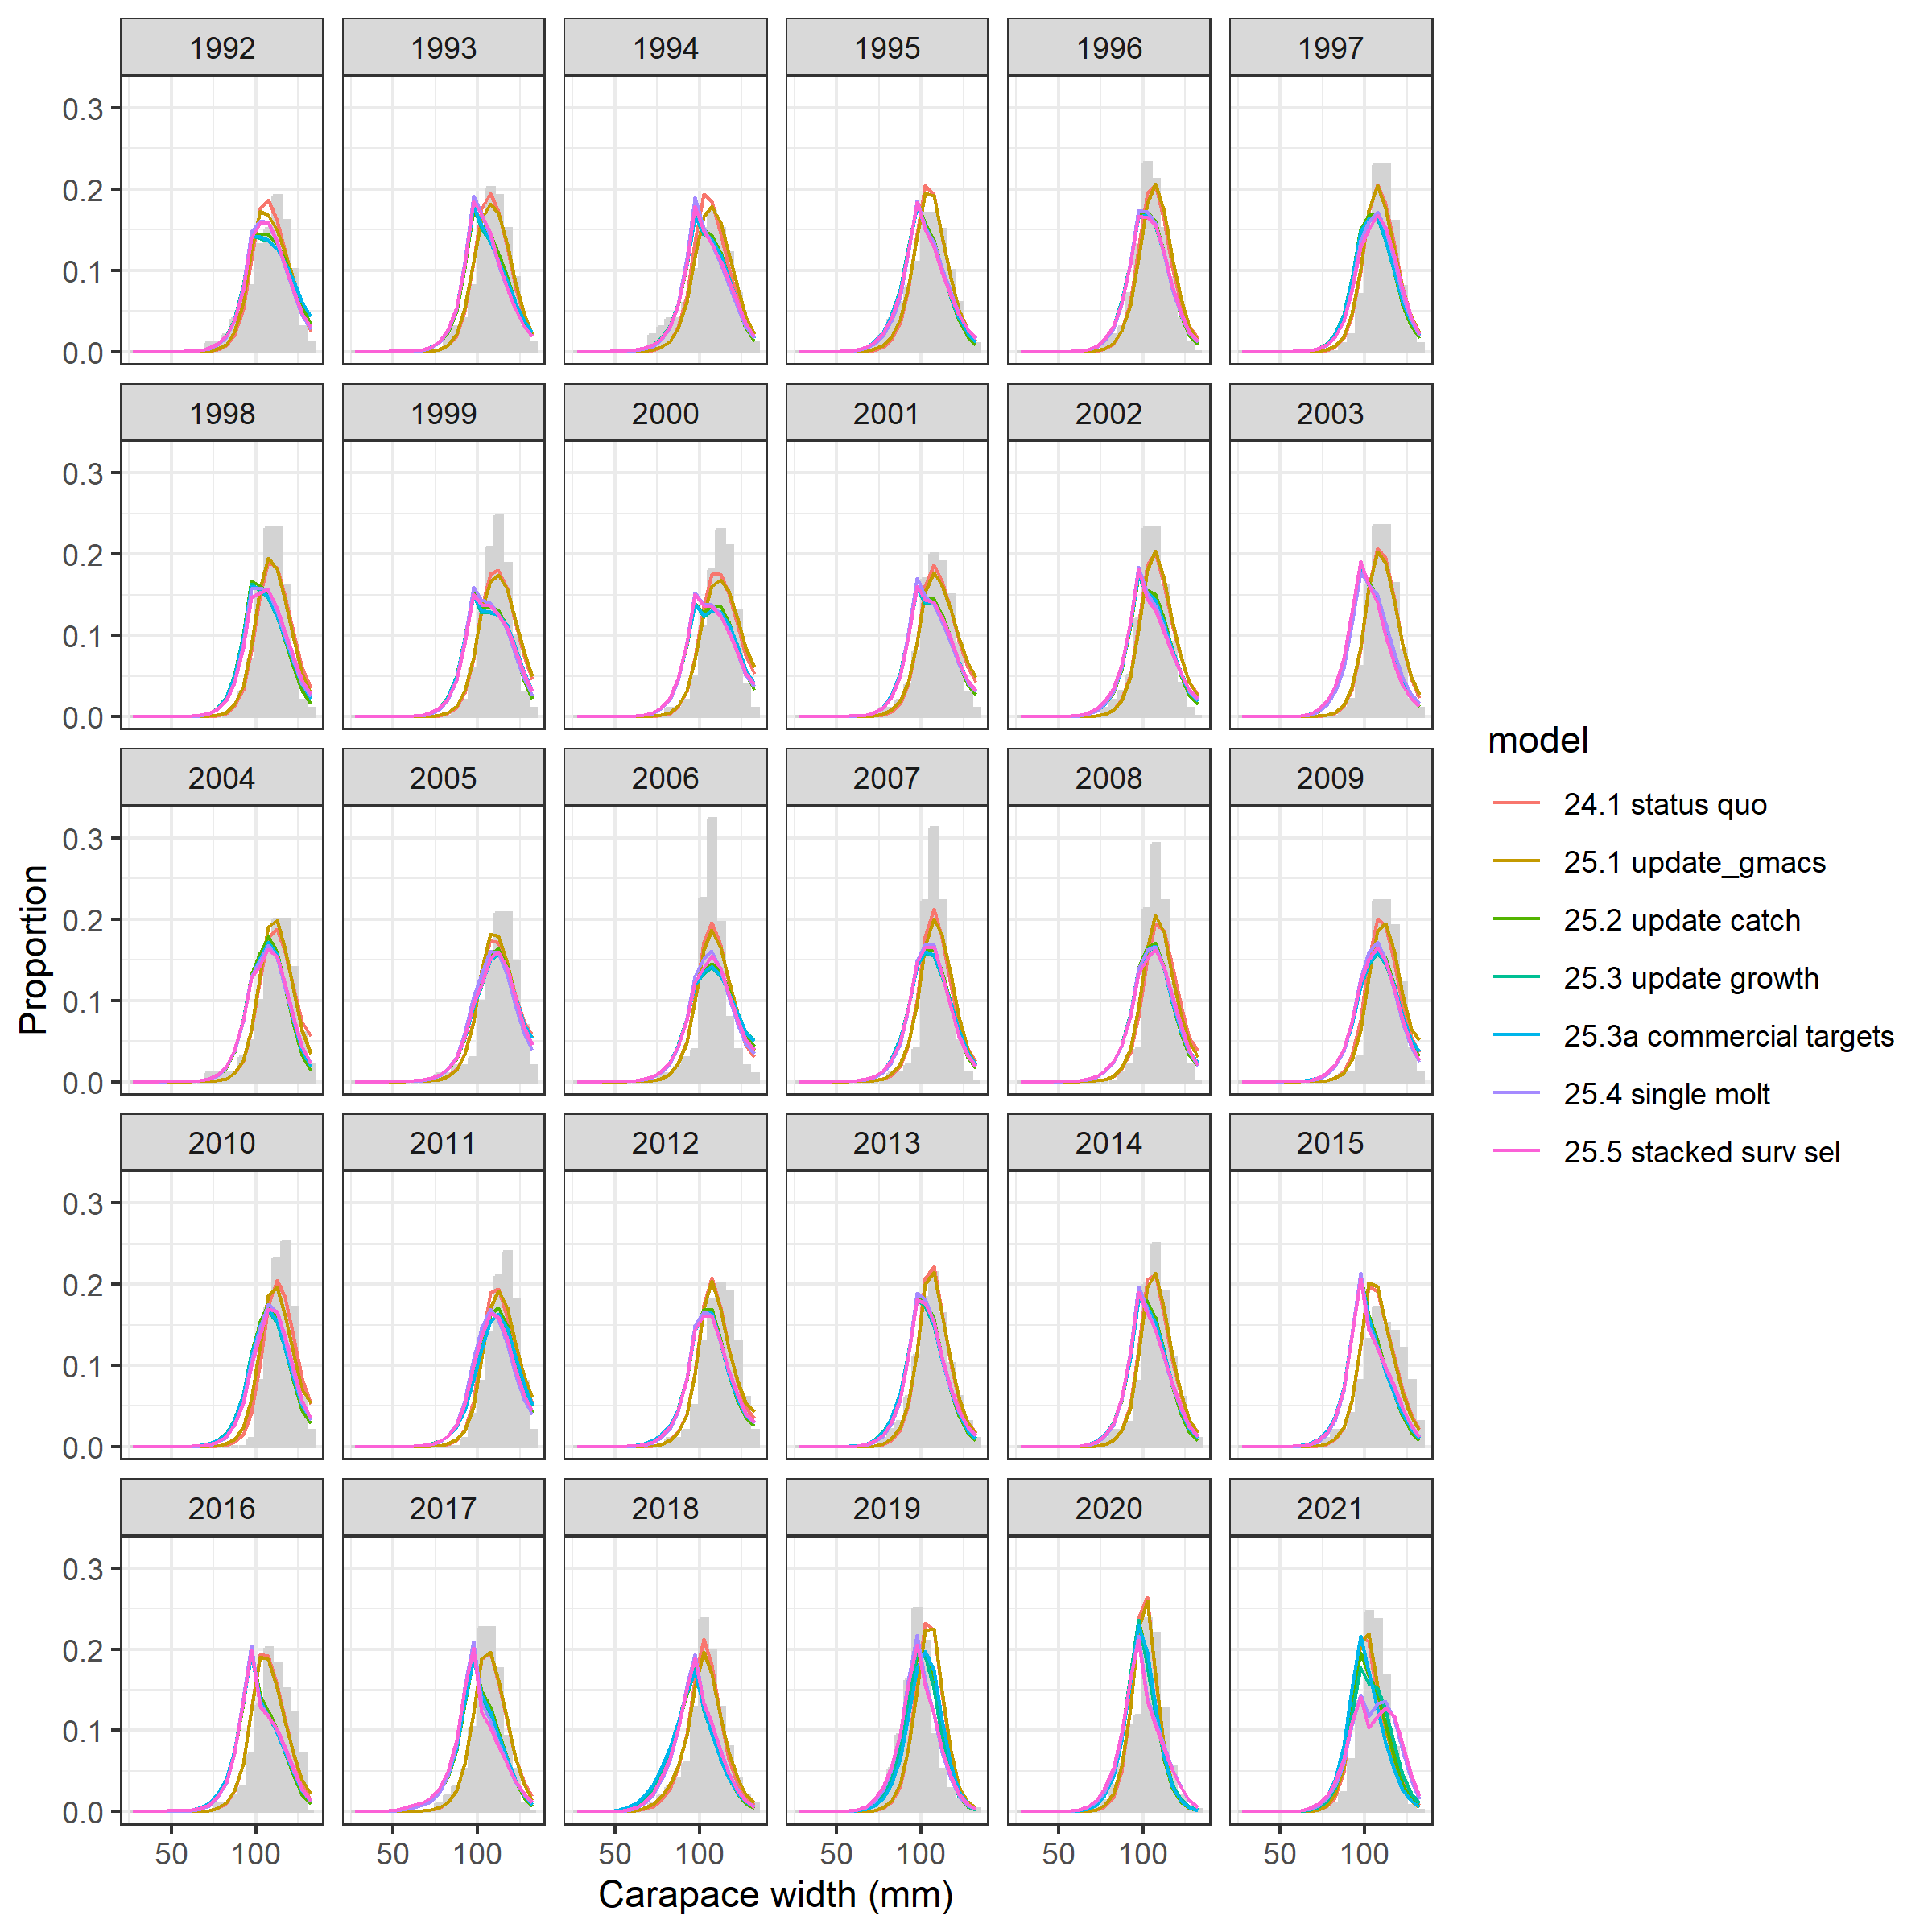 1992 1993 1994 1995 1996 1997
0.3
0.2
0.1
0.0
1998 1999 2000 2001 2002 2003
0.3
0.2
0.1
0.0
2004 2005 2006 2007 2008 2009
0.3
0.2
0.1
0.0
2010 2011 2012 2013 2014 2015
0.3
0.2
0.1
0.0
2016 2017 2018 2019 2020 2021
0.3
0.2
0.1
0.0
50 100 50 100 50 100 50 100 50 100 50 100
Carapace width (mm)
Proportion
model
24.1 status quo
25.1 update_gmacs
25.2 update catch
25.3 update growth
25.3a commercial targets
25.4 single molt
25.5 stacked surv sel